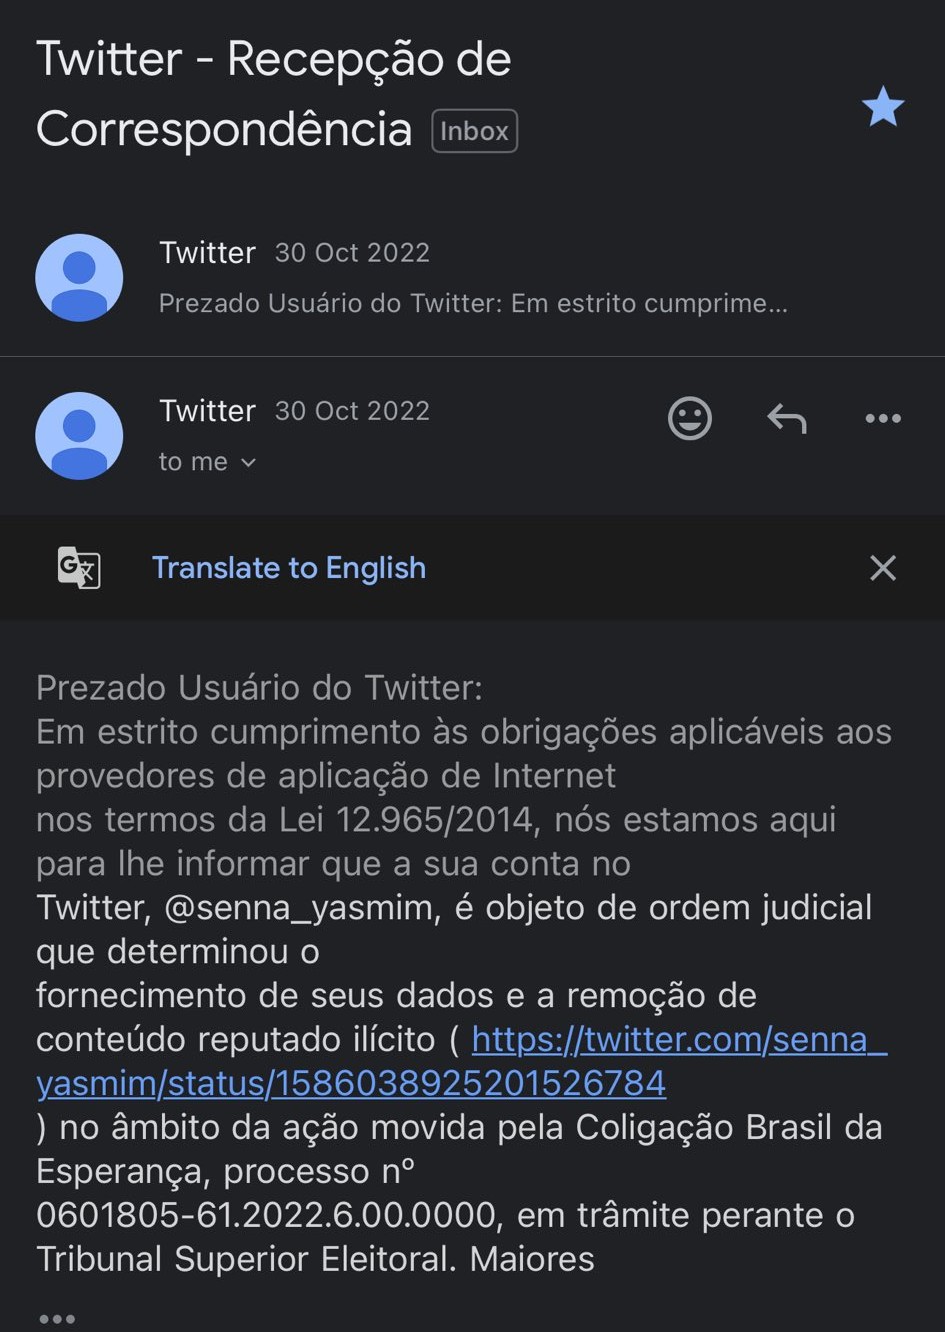 Twitter - Recepção de
Correspondência Inbox
Twitter 30 Oct 2022
Prezado Usuário do Twitter: Em estrito cumprime...
Twitter 30 Oct 2022
to me
Translate to English
Prezado Usuário do Twitter:
Em estrito cumprimento às obrigações aplicáveis aos
provedores de aplicação de Internet
nos termos da Lei 12.965/2014, nós estamos aqui
para lhe informar que a sua conta no
Twitter, @senna_yasmim, é objeto de ordem judicial
que determinou o
fornecimento de seus dados e a remoção de
conteúdo reputado ilícito ( https://twitter.com/senna_
yasmim/status/1586038925201526784
) no âmbito da ação movida pela Coligação Brasil da
Esperança, processo nº
0601805-61.2022.6.00.0000, em trâmite perante o
Tribunal Superior Eleitoral. Maiores